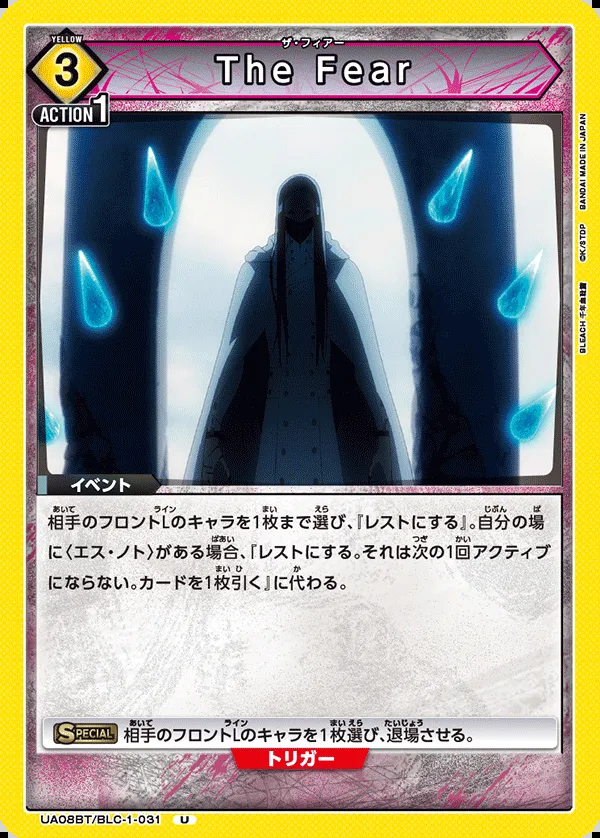 YELLOW
3
ザ・フィアー
The Fear
ACTION 1
BLEACH 千年血戦篇 ©K/STDP BANDAI MADE IN JAPAN
イベント
相手のフロントLのキャラを1枚まで選び、『レストにする』。自分の場
に〈エス・ノト〉がある場合、『レストにする。それは次の1回アクティブ
にならない。カードを1枚引く』に代わる。
SPECIAL 相手のフロントLのキャラを1枚選び、退場させる。
トリガー
UA08BT/BLC-1-031 U